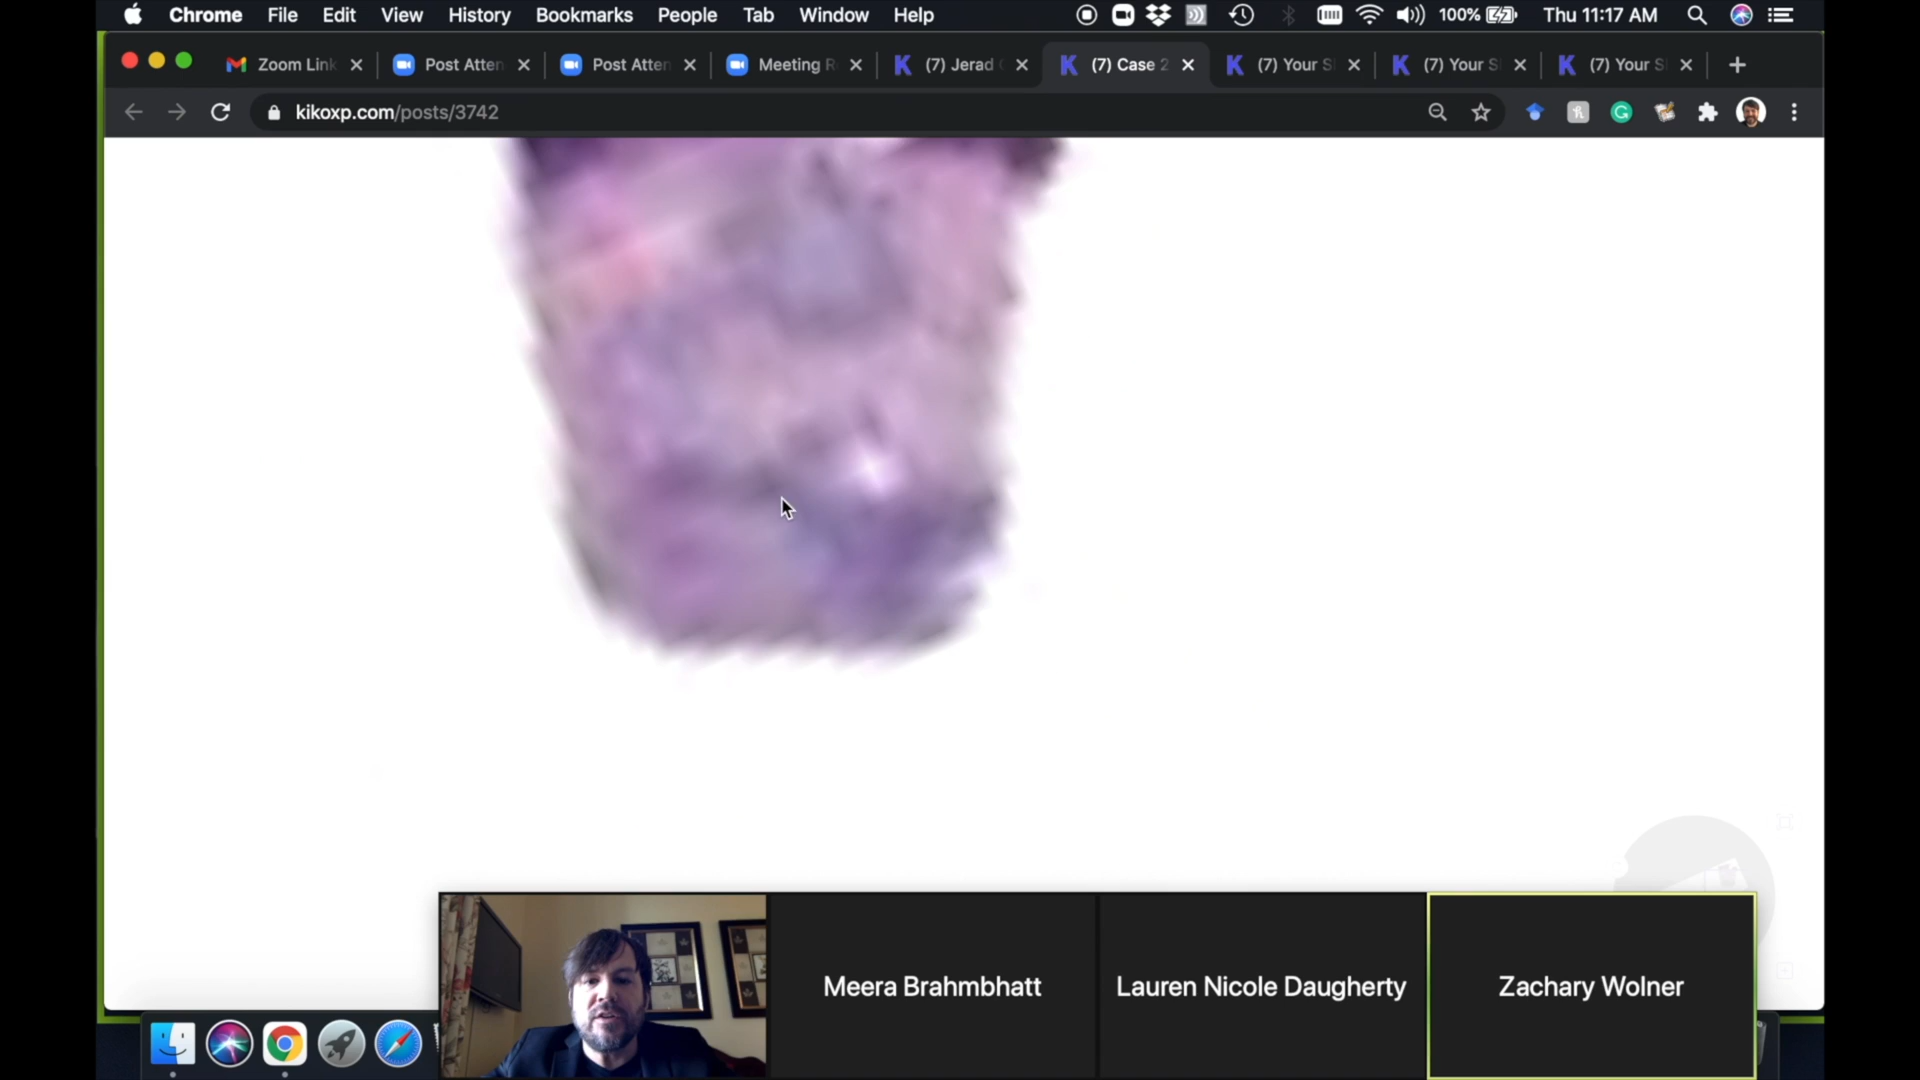 Chrome File Edit View History Bookmarks People Tab Window Help 100% Thu 11:17 AM
Zoom Link Post Atten Post Atten Meeting R (7) Jerad (7) Case 2 (7) Your S (7) Your S (7) Your S
kikoxp.com/posts/3742
Meera Brahmbhatt
Lauren Nicole Daugherty
Zachary Wolner